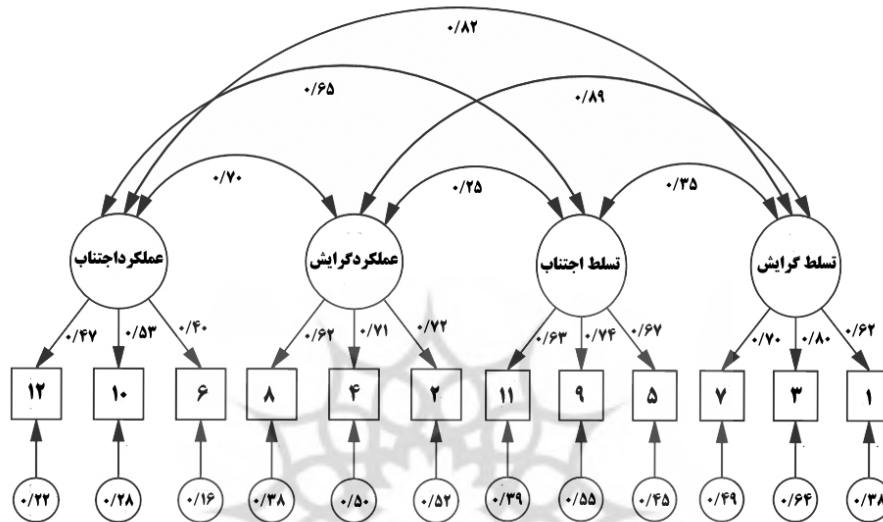 ۰/۸۲
۰/۶۵
۰/۸۹
۰/۷۰
۰/۲۵
۰/۳۵
عملکرداجتناب
عملکردگرایش
تسلط اجتناب
تسلط گرایش
۰/۴۷ ۰/۵۳ ۰/۴۰ ۰/۶۲ ۰/۷۱ ۰/۷۲ ۰/۶۳ ۰/۷۴ ۰/۶۷ ۰/۷۰ ۰/۸۰ ۰/۶۲
۱۲ ۱۰ ۶ ۸ ۴ ۲ ۱۱ ۹ ۵ ۷ ۳ ۱
۰/۲۲ ۰/۲۸ ۰/۱۶ ۰/۳۸ ۰/۵۰ ۰/۵۲ ۰/۳۹ ۰/۵۵ ۰/۴۵ ۰/۴۹ ۰/۶۴ ۰/۳۸